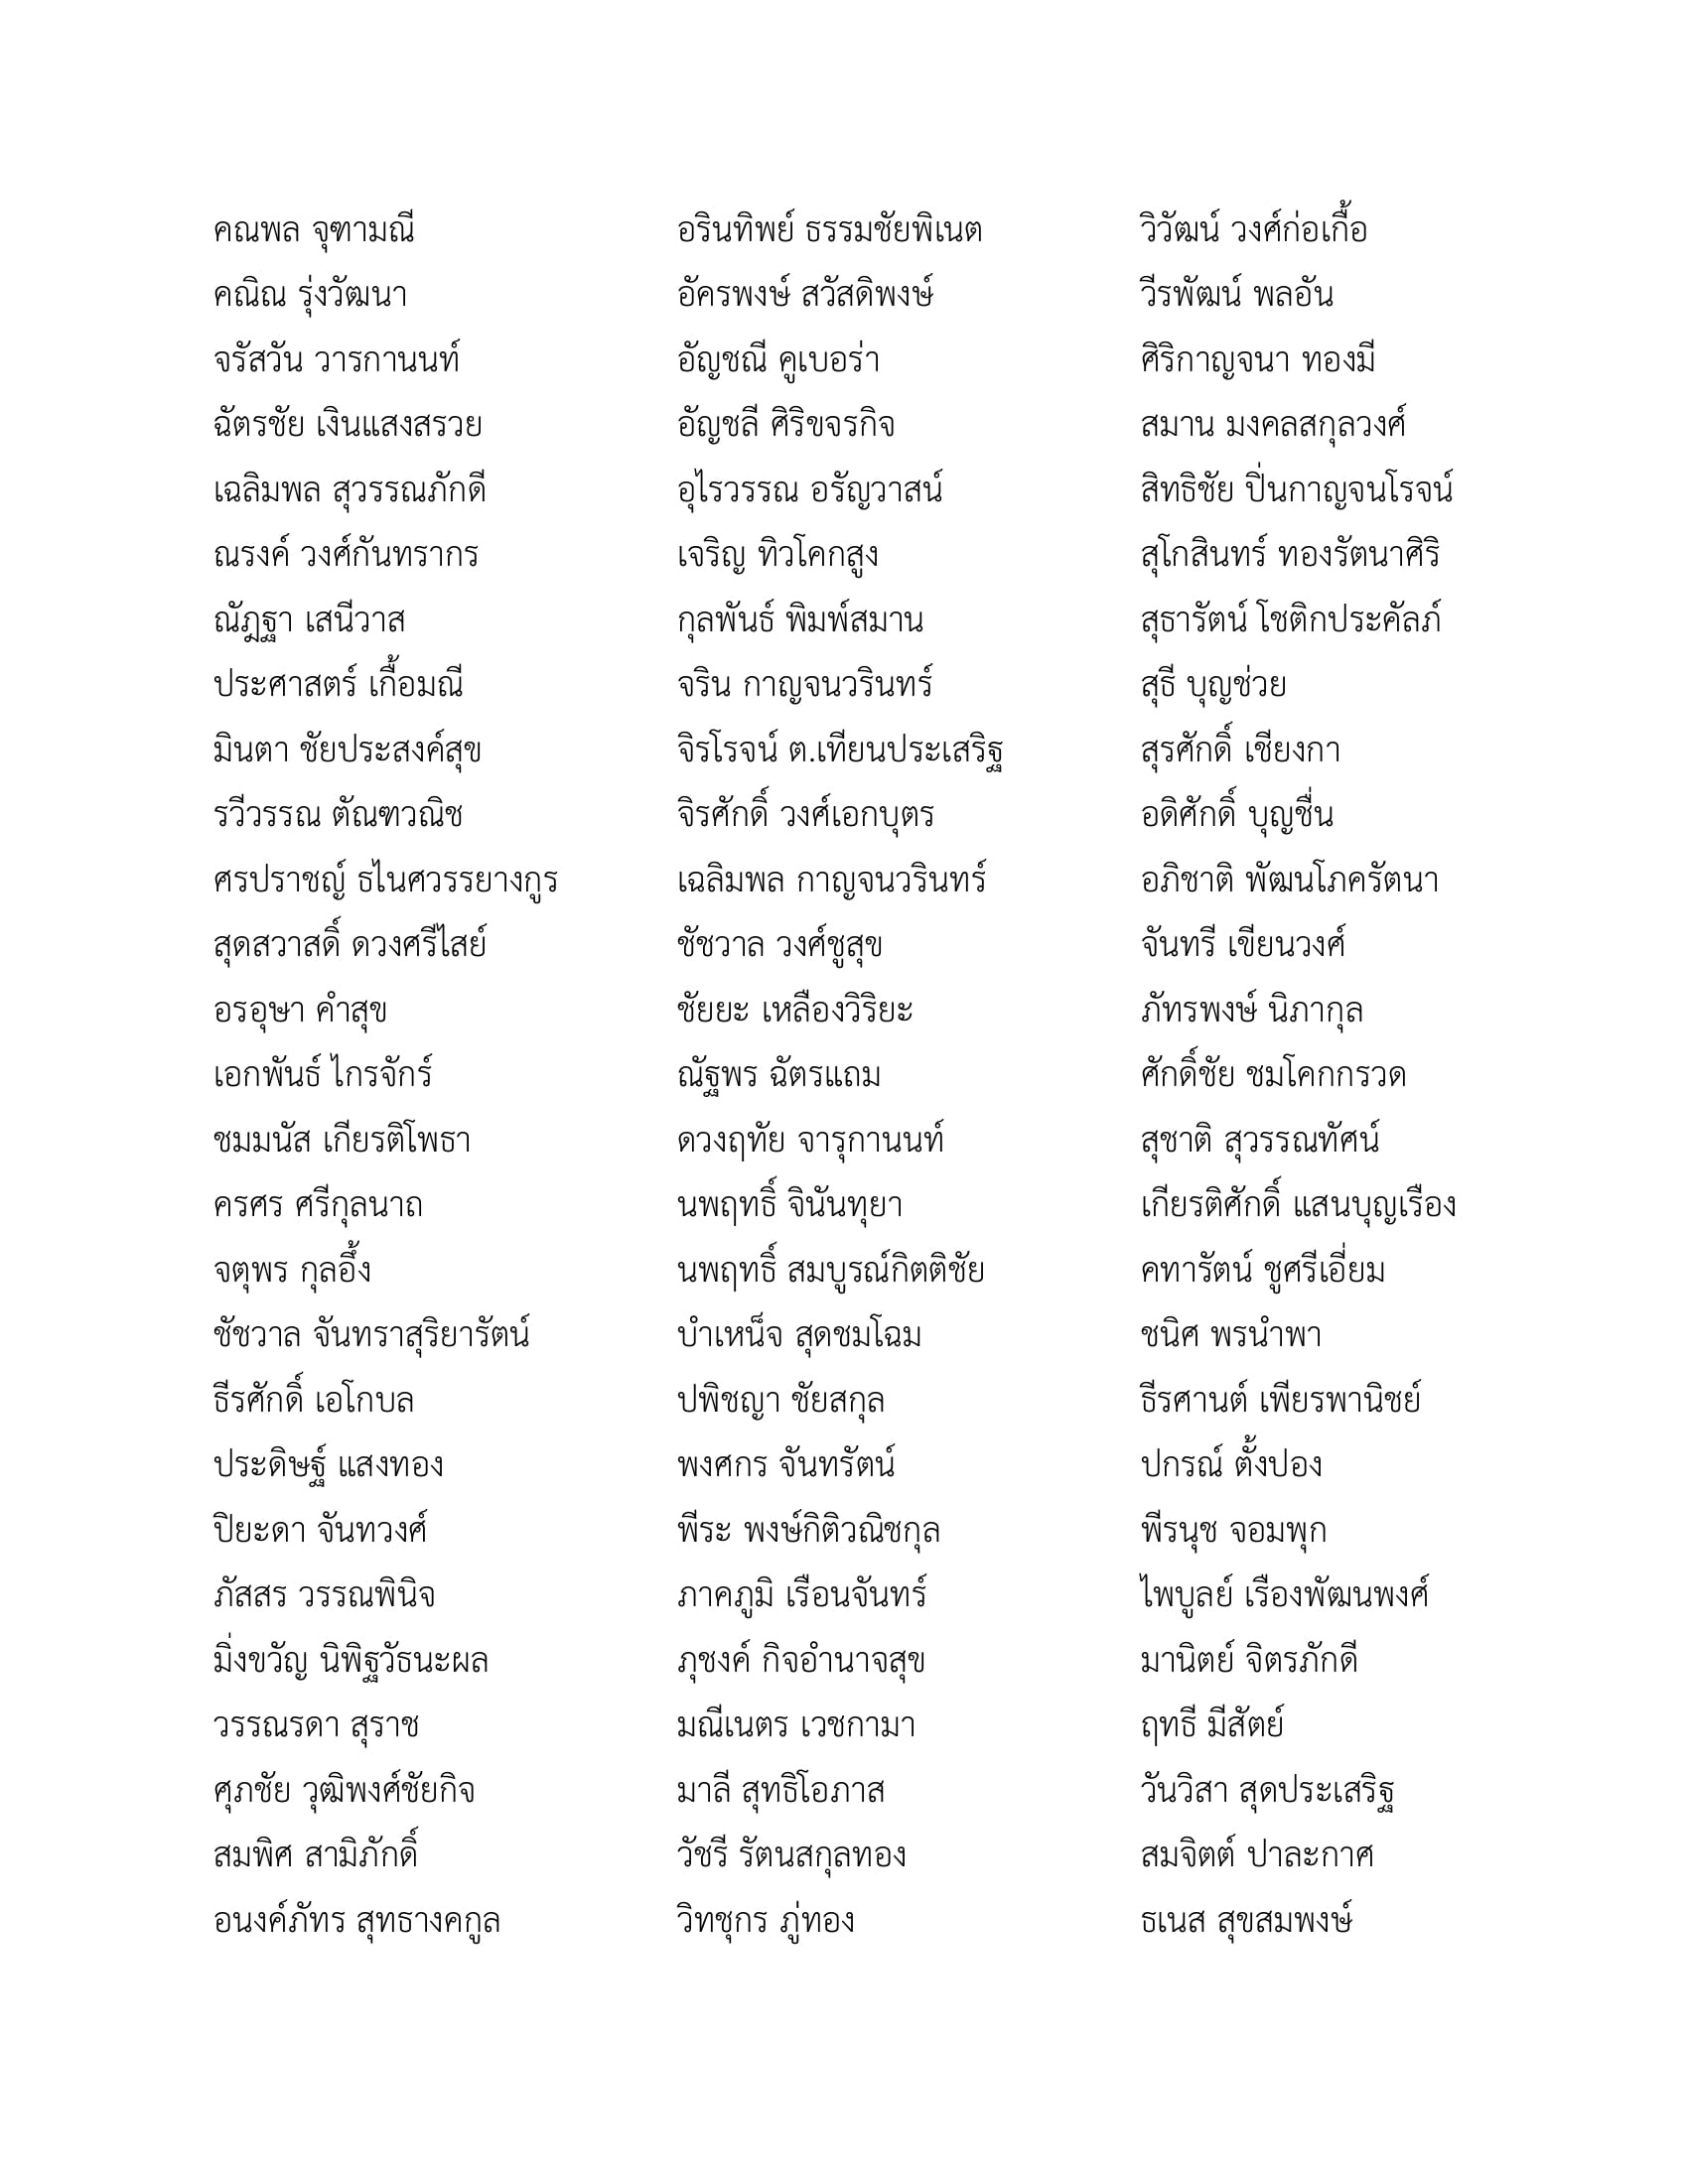 คณพล จุฑามณี
คณิณ รุ่งวัฒนา
จรัสวัน วารกานนท์
ฉัตรชัย เงินแสงสรวย
เฉลิมพล สุวรรณภักดี
ณรงค์ วงศ์กันทรากร
ณัฎฐา เสนีวาส
ประศาสตร์ เกื้อมณี
มินตา ชัยประสงค์สุข
รวีวรรณ ตัณฑวณิช
ศรปราชญ์ ธไนศวรรยางกูร
สุดสวาสดิ์ ดวงศรีไสย์
อรอุษา คำสุข
เอกพันธ์ ไกรจักร์
ชมมนัส เกียรติโพธา
ครศร ศรีกุลนาถ
จตุพร กุลอึ้ง
ชัชวาล จันทราสุริยารัตน์
ธีรศักดิ์ เอโกบล
ประดิษฐ์ แสงทอง
ปิยะดา จันทวงศ์
ภัสสร วรรณพินิจ
มิ่งขวัญ นิพิฐวัธนะผล
วรรณรดา สุราช
ศุภชัย วุฒิพงศ์ชัยกิจ
สมพิศ สามิภักดิ์
อนงค์ภัทร สุทธางคกูล
อรินทิพย์ ธรรมชัยพิเนต
อัครพงษ์ สวัสดิพงษ์
อัญชณี คูเบอร่า
อัญชลี ศิริขจรกิจ
อุไรวรรณ อรัญวาสน์
เจริญ ทิวโคกสูง
กุลพันธ์ พิมพ์สมาน
จริน กาญจนวรินทร์
จิรโรจน์ ต.เทียนประเสริฐ
จิรศักดิ์ วงศ์เอกบุตร
เฉลิมพล กาญจนวรินทร์
ชัชวาล วงศ์ชูสุข
ชัยยะ เหลืองวิริยะ
ณัฐพร ฉัตรแถม
ดวงฤทัย จารุกานนท์
นพฤทธิ์ จินันทุยา
นพฤทธิ์ สมบูรณ์กิตติชัย
บำเหน็จ สุดชมโฉม
ปพิชญา ชัยสกุล
พงศกร จันทรัตน์
พีระ พงษ์กิติวณิชกุล
ภาคภูมิ เรือนจันทร์
ภุชงค์ กิจอำนาจสุข
มณีเนตร เวชกามา
มาลี สุทธิโอภาส
วัชรี รัตนสกุลทอง
วิทชุกร ภู่ทอง
วิวัฒน์ วงศ์ก่อเกื้อ
วีรพัฒน์ พลอัน
ศิริกาญจนา ทองมี
สมาน มงคลสกุลวงศ์
สิทธิชัย ปิ่นกาญจนโรจน์
สุโกสินทร์ ทองรัตนาศิริ
สุธารัตน์ โชติกประคัลภ์
สุธี บุญช่วย
สุรศักดิ์ เชียงกา
อดิศักดิ์ บุญชื่น
อภิชาติ พัฒนโภครัตนา
จันทรี เขียนวงศ์
ภัทรพงษ์ นิภากุล
ศักดิ์ชัย ชมโคกกรวด
สุชาติ สุวรรณทัศน์
เกียรติศักดิ์ แสนบุญเรือง
คทารัตน์ ชูศรีเอี่ยม
ชนิศ พรนำพา
ธีรศานต์ เพียรพานิชย์
ปกรณ์ ตั้งปอง
พีรนุช จอมพุก
ไพบูลย์ เรืองพัฒนพงศ์
มานิตย์ จิตรภักดี
ฤทธี มีสัตย์
วันวิสา สุดประเสริฐ
สมจิตต์ ปาละกาศ
ธเนส สุขสมพงษ์